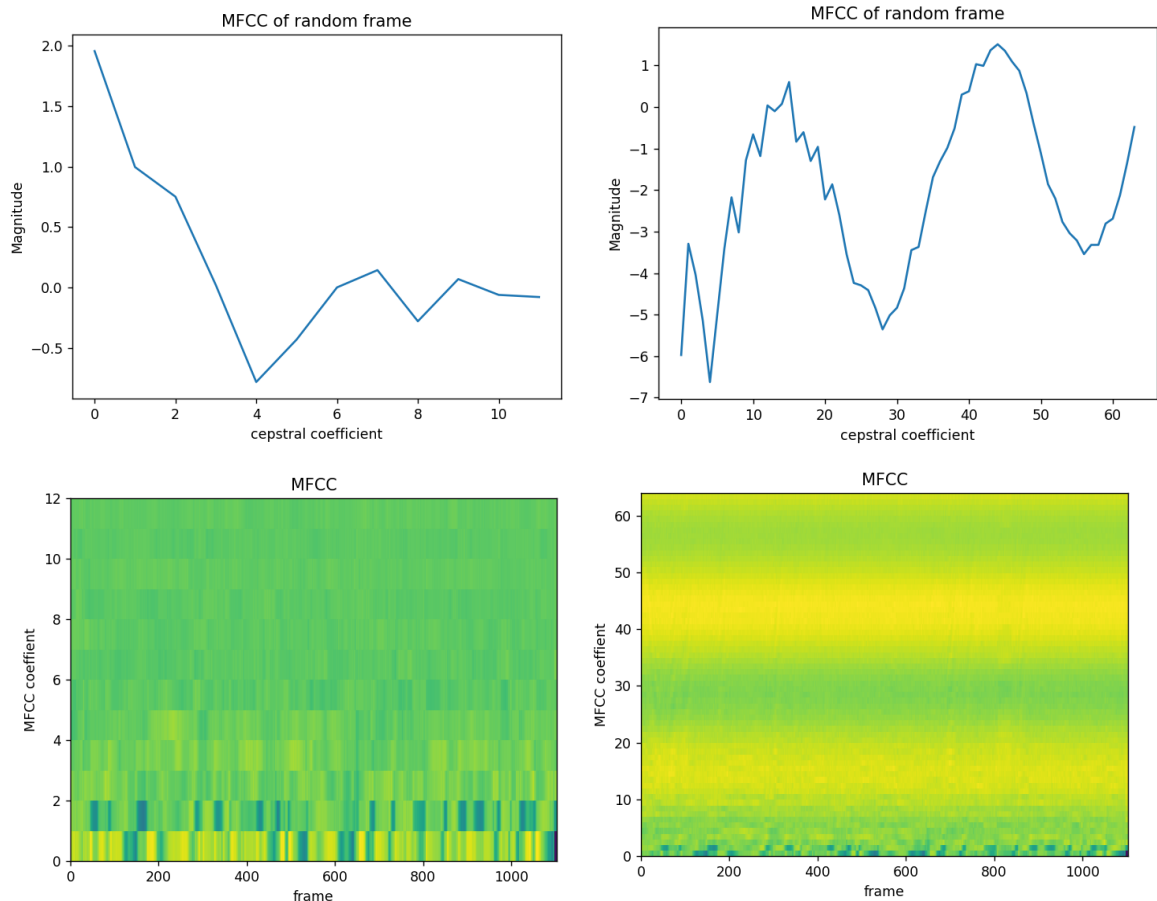 MFCC of random frame
2.0
1.5
1.0
0.5
0.0
−0.5
Magnitude
0 2 4 6 8 10
cepstral coefficient
MFCC of random frame
1
0
−1
−2
−3
−4
−5
−6
−7
Magnitude
0 10 20 30 40 50 60
cepstral coefficient
MFCC
12
10
8
6
4
2
0
MFCC coeffient
0 200 400 600 800 1000
frame
MFCC
60
50
40
30
20
10
0
MFCC coeffient
0 200 400 600 800 1000
frame